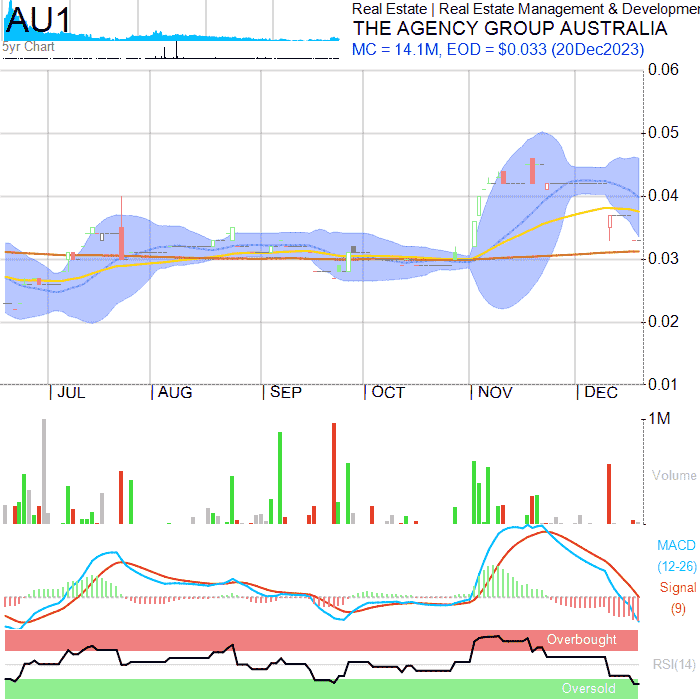 AU1
Real Estate | Real Estate Management & Developmen
THE AGENCY GROUP AUSTRALIA
MC = 14.1M, EOD = $0.033 (20Dec2023)
5yr Chart
0.06
0.05
0.04
0.03
0.02
0.01
JUL
AUG
SEP
OCT
NOV
DEC
1M
Volume
MACD
(12-26)
Signal
(9)
Overbought
RSI(14)
Oversold